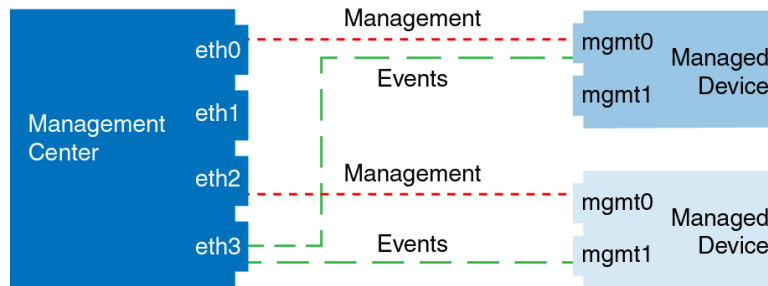 Management
eth0
mgmt0
Managed
Device
Events
mgmt1
eth1
Management
Center
eth2
Management
mgmt0
Managed
Device
eth3
Events
mgmt1